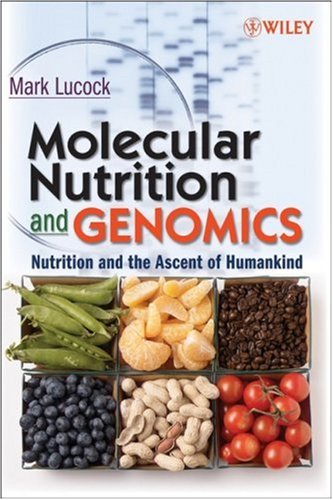 WILEY
Mark Lucock
Molecular
Nutrition
and GENOMICS
Nutrition and the Ascent of Humankind